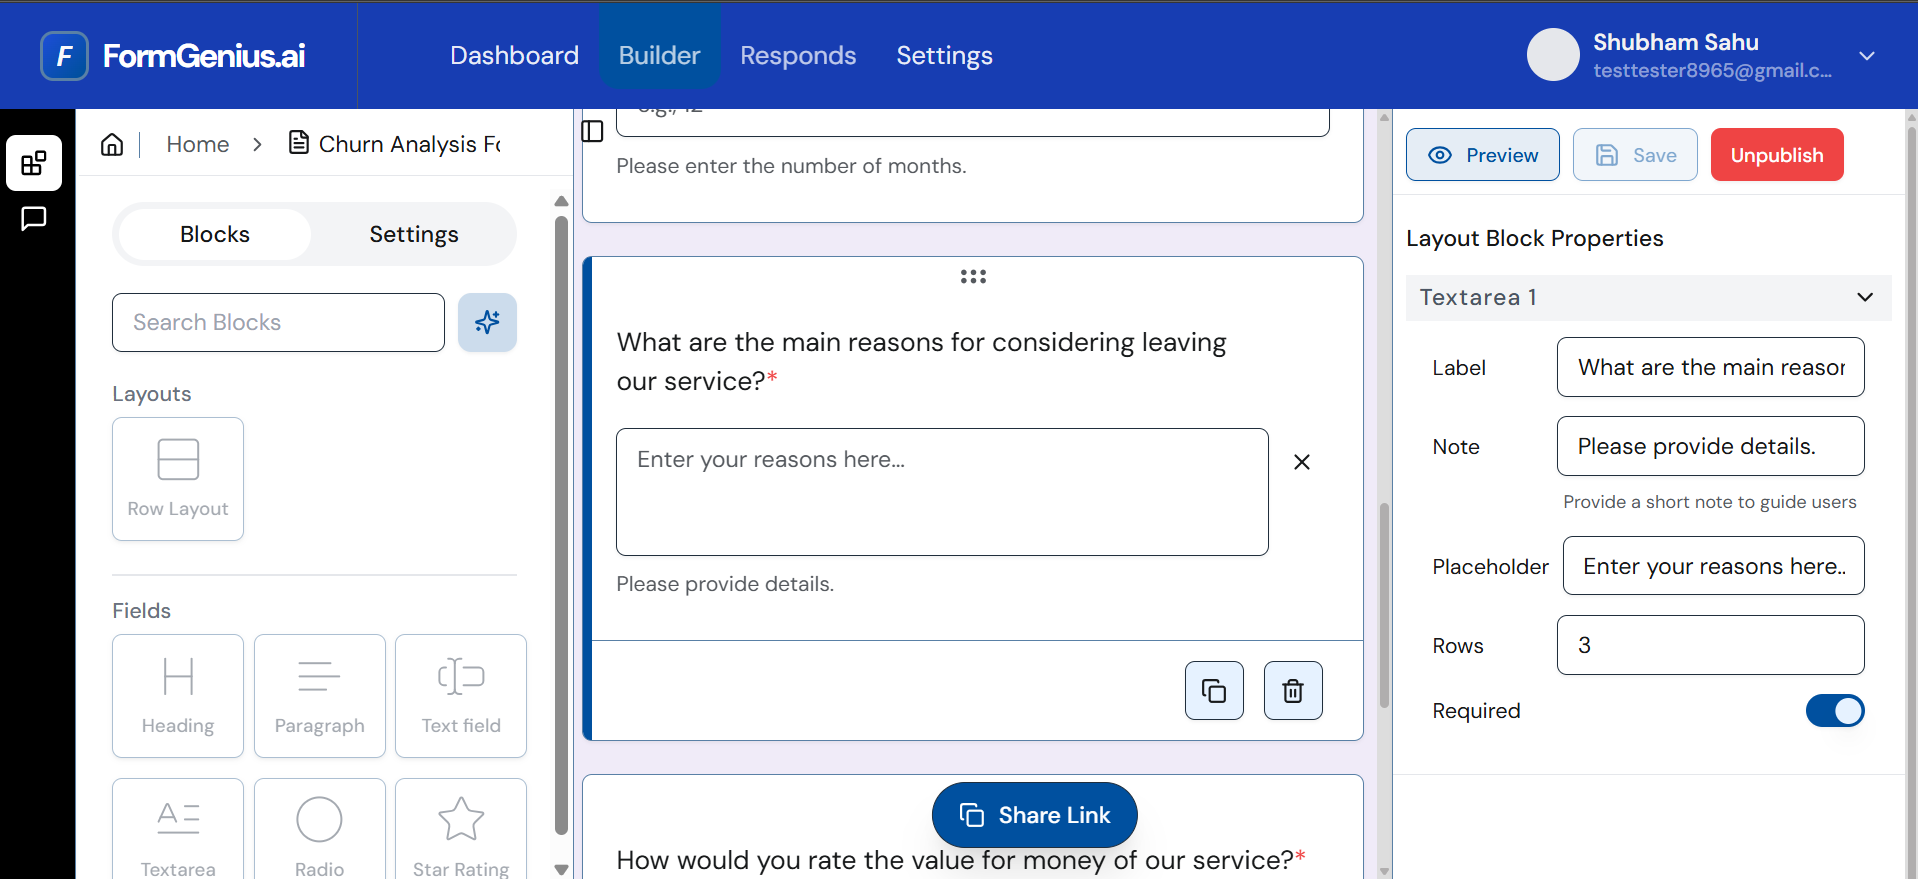 F FormGenius.ai
Dashboard
Builder
Responds
Settings
Shubham Sahu
testtester8965@gmail.c...
Home
Churn Analysis Fo
Blocks
Settings
Search Blocks
Layouts
Row Layout
Fields
Heading
Paragraph
Text field
Textarea
Radio
Star Rating
e.g., 12
Please enter the number of months.
What are the main reasons for considering leaving
our service?*
Enter your reasons here...
Please provide details.
Share Link
How would you rate the value for money of our service?*
Preview
Save
Unpublish
Layout Block Properties
Textarea 1
Label
What are the main reasor
Note
Please provide details.
Provide a short note to guide users
Placeholder
Enter your reasons here..
Rows
3
Required